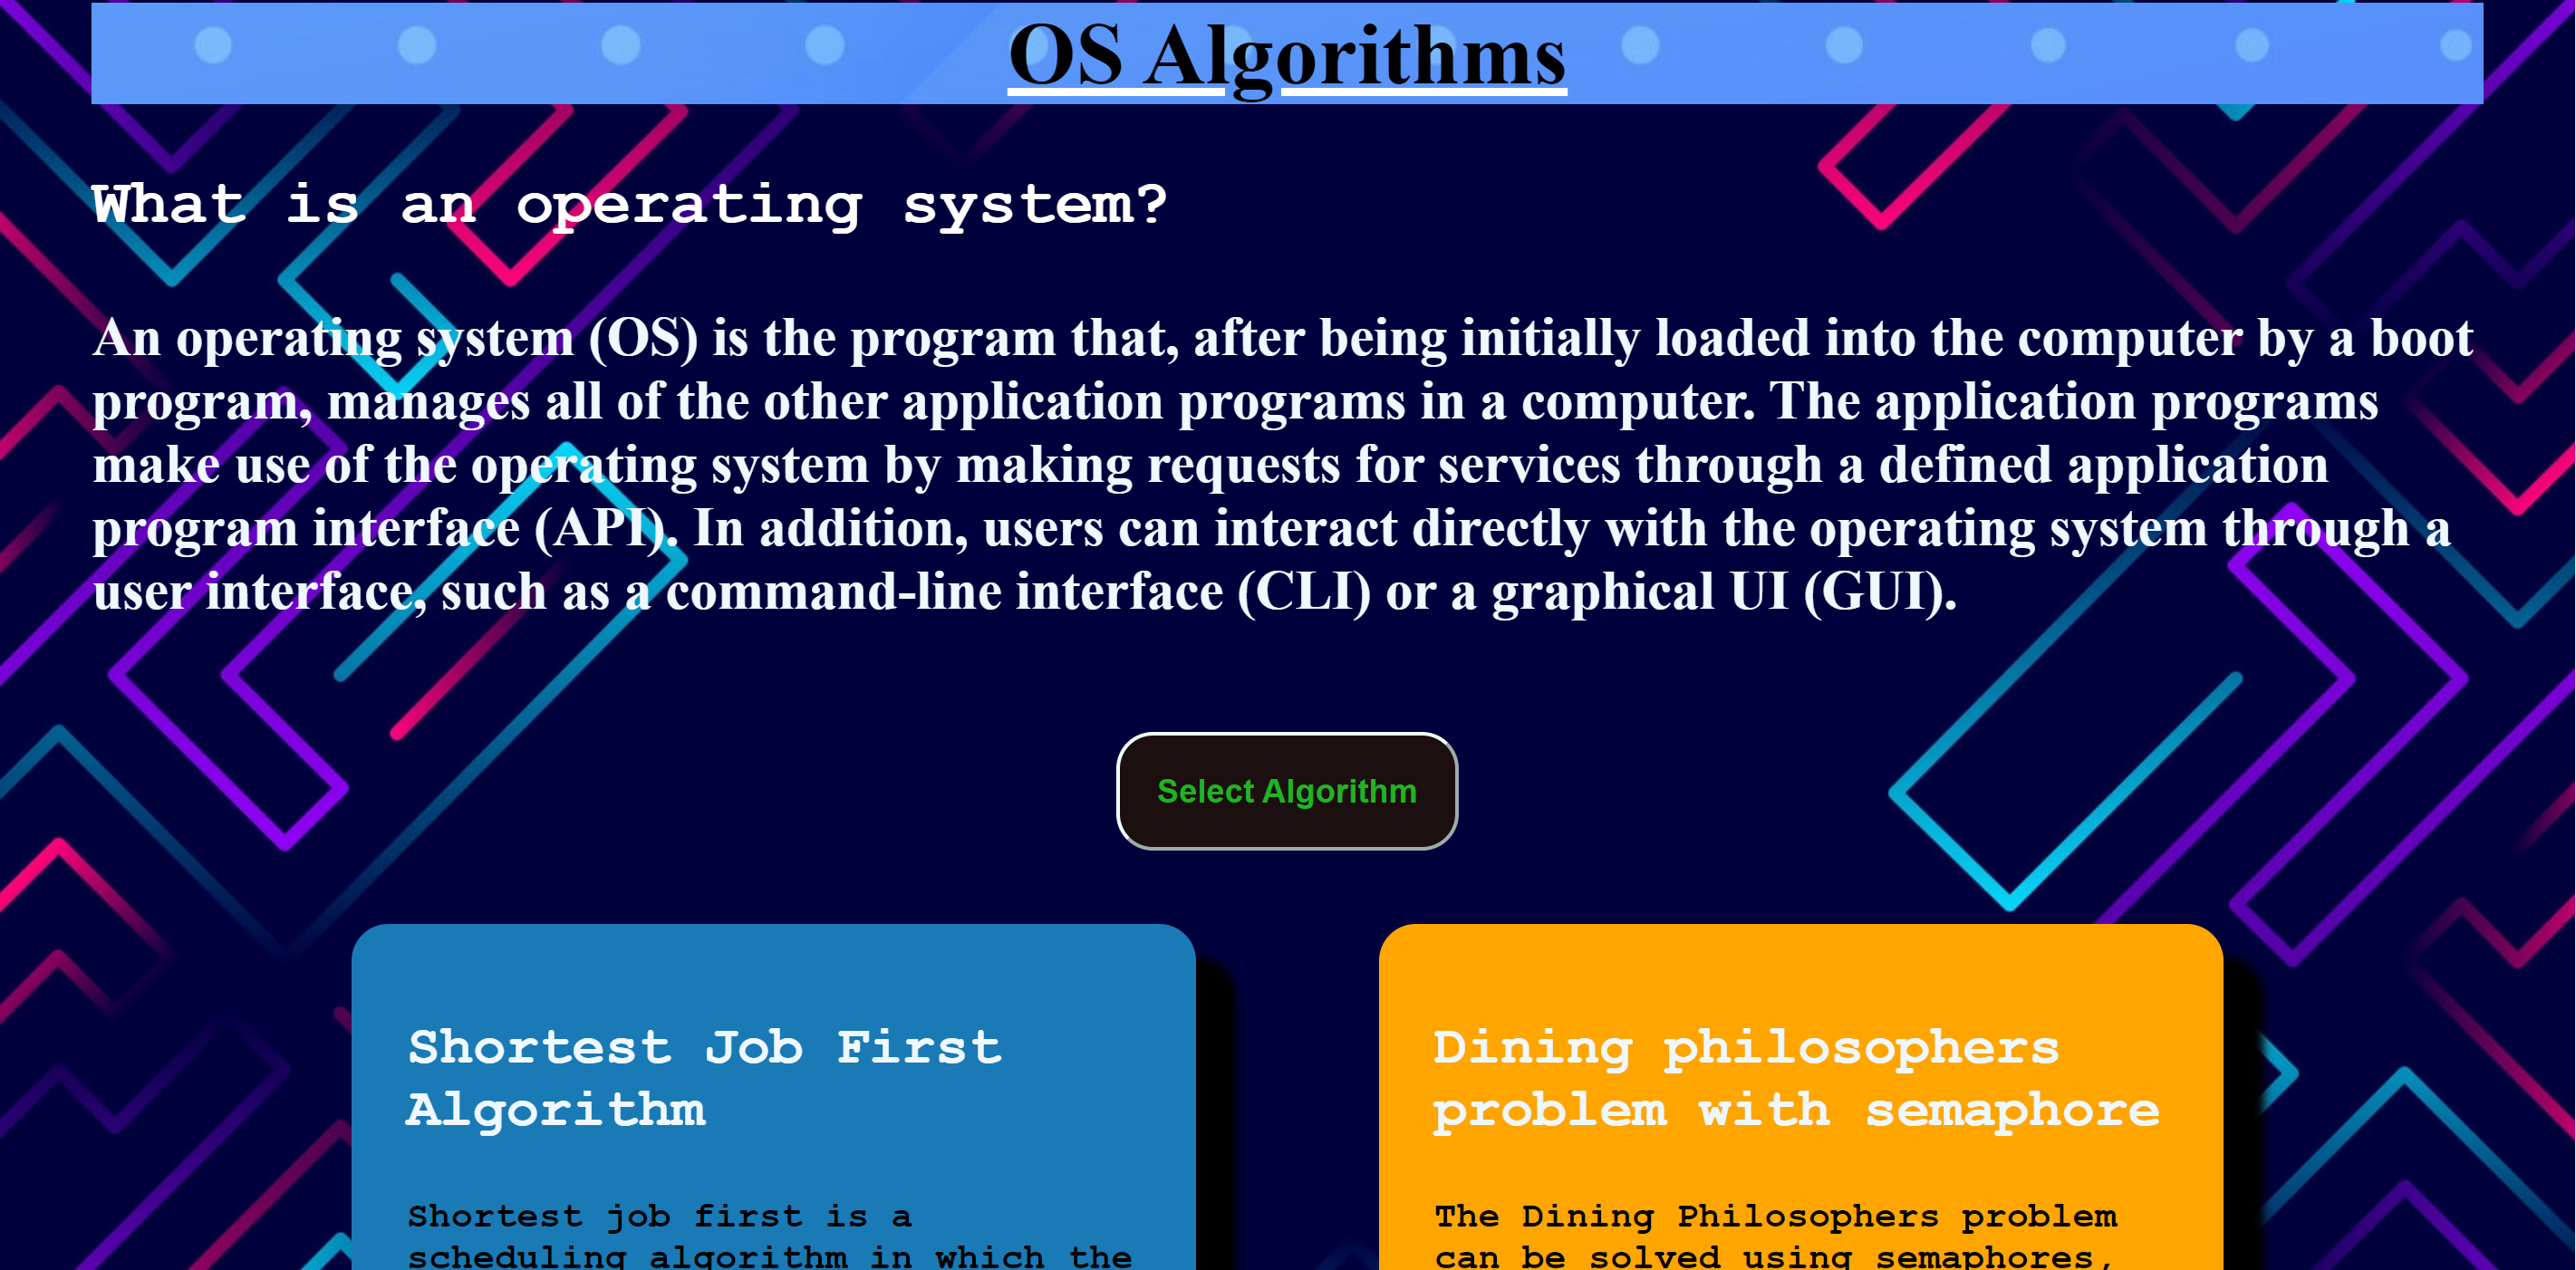 OS Algorithms
What is an operating system?
An operating system (OS) is the program that, after being initially loaded into the computer by a boot
program, manages all of the other application programs in a computer. The application programs
make use of the operating system by making requests for services through a defined application
program interface (API). In addition, users can interact directly with the operating system through a
user interface, such as a command-line interface (CLI) or a graphical UI (GUI).
Select Algorithm
Shortest Job First
Algorithm
Shortest job first is a
scheduling algorithm in which the
Dining philosophers
problem with semaphore
The Dining Philosophers problem
can be solved using semaphores,